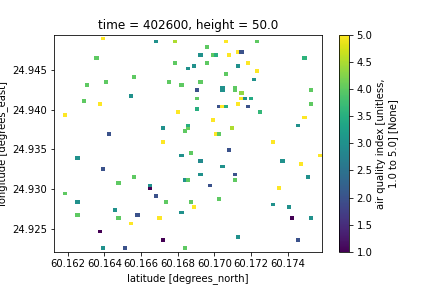 time = 402600, height = 50.0
24.945
24.940
24.935
24.930
24.925
[degrees_east]
60.162 60.164 60.166 60.168 60.170 60.172 60.174
latitude [degrees_north]
5.0
4.5
4.0
3.5
3.0
2.5
2.0
1.5
1.0
air quality index [unitless,
1.0 to 5.0] [None]